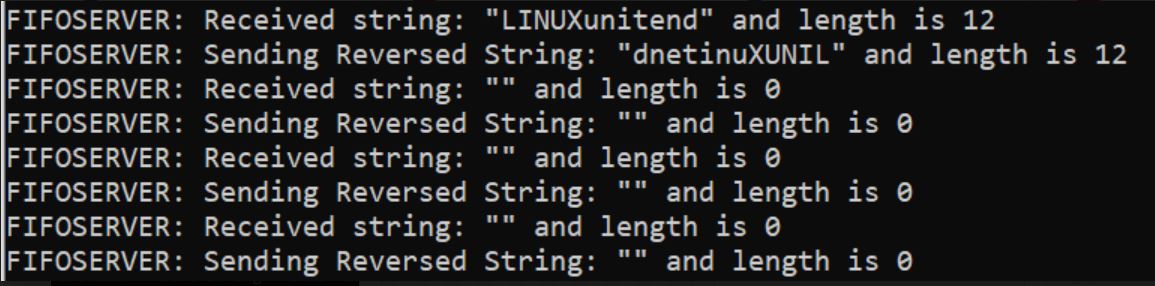 FIFOSERVER: Received string: "LINUXunitend" and length is 12
FIFOSERVER: Sending Reversed String: "dnetinuXUNIL" and length is 12
FIFOSERVER: Received string: "" and length is 0
FIFOSERVER: Sending Reversed String: "" and length is 0
FIFOSERVER: Received string: "" and length is 0
FIFOSERVER: Sending Reversed String: "" and length is 0
FIFOSERVER: Received string: "" and length is 0
FIFOSERVER: Sending Reversed String: "" and length is 0